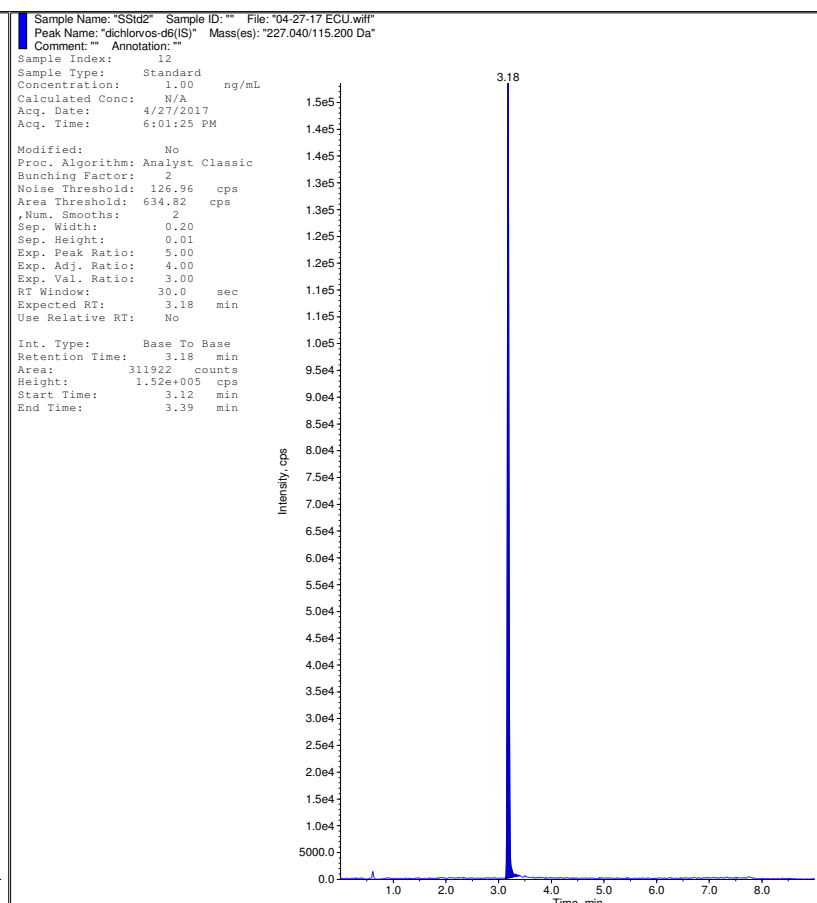 Sample Name: "SStd2"    Sample ID: ""    File: "04-27-17 ECU.wiff"
Peak Name: "dichlorvos-d6(IS)"    Mass(es): "227.040/115.200 Da"
Comment: ""    Annotation: ""
Sample Index:      12
Sample Type:    Standard
Concentration:      1.00    ng/mL
Calculated Conc:    N/A
Acq. Date:      4/27/2017
Acq. Time:      6:01:25 PM
Modified:      No
Proc. Algorithm: Analyst Classic
Bunching Factor:    2
Noise Threshold:  126.96    cps
Area Threshold:  634.82    cps
,Num. Smooths:      2
Sep. Width:      0.20
Sep. Height:      0.01
Exp. Peak Ratio:    5.00
Exp. Adj. Ratio:    4.00
Exp. Val. Ratio:    3.00
RT Window:      30.0    sec
Expected RT:      3.18    min
Use Relative RT:    No
Int. Type:    Base To Base
Retention Time:    3.18    min
Area:    311922    counts
Height:    1.52e+005    cps
Start Time:      3.12    min
End Time:      3.39    min
3.18
1.5e5
1.4e5
1.4e5
1.3e5
1.3e5
1.2e5
1.2e5
1.1e5
1.1e5
1.0e5
9.5e4
9.0e4
8.5e4
8.0e4
7.5e4
7.0e4
6.5e4
6.0e4
5.5e4
5.0e4
4.5e4
4.0e4
3.5e4
3.0e4
2.5e4
2.0e4
1.5e4
1.0e4
5000.0
0.0
Intensity, cps
1.0 2.0 3.0 4.0 5.0 6.0 7.0 8.0
Time, min